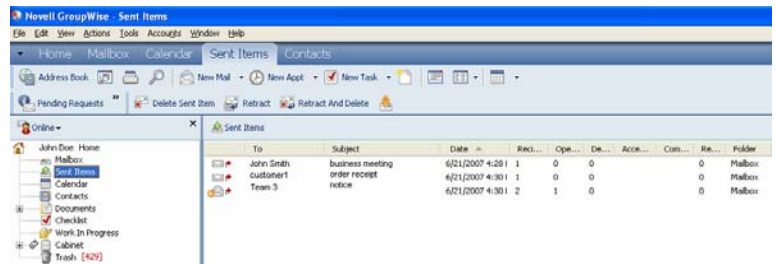 Novell GroupWise - Sent Items
File Edit View Actions Tools Accounts Window Help
Home Mailbox Calendar Sent Items Contacts
Address Book New Mail New Appt New Task
Pending Requests " Delete Sent Item Retract Retract And Delete
Online Sent Items
John Doe Home
Mailbox
Sent Items
Calendar
Contacts
Documents
Checklist
Work In Progress
Cabinet
Trash [429]
To Subject Date Reci... Ope... De... Acce... Com... Re... Folder
John Smith business meeting 6/21/2007 4:28 1 0 0 0 Mailbox
customer1 order receipt 6/21/2007 4:30 1 0 0 0 Mailbox
Team 3 notice 6/21/2007 4:30 2 1 0 0 Mailbox